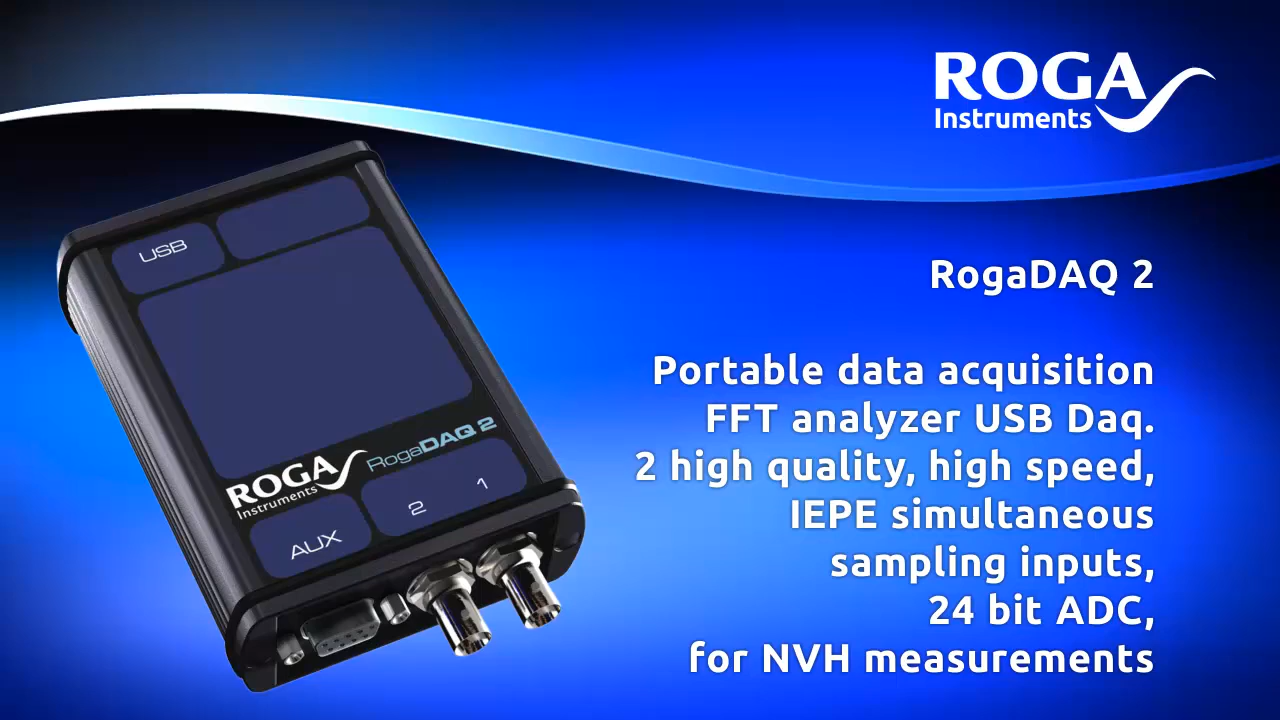 ROGA
Instruments
USB
RogaDAQ 2
ROGA
Instruments
2 1
AUX
RogaDAQ 2
Portable data acquisition
FFT analyzer USB Daq.
2 high quality, high speed,
IEPE simultaneous
sampling inputs,
24 bit ADC,
for NVH measurements